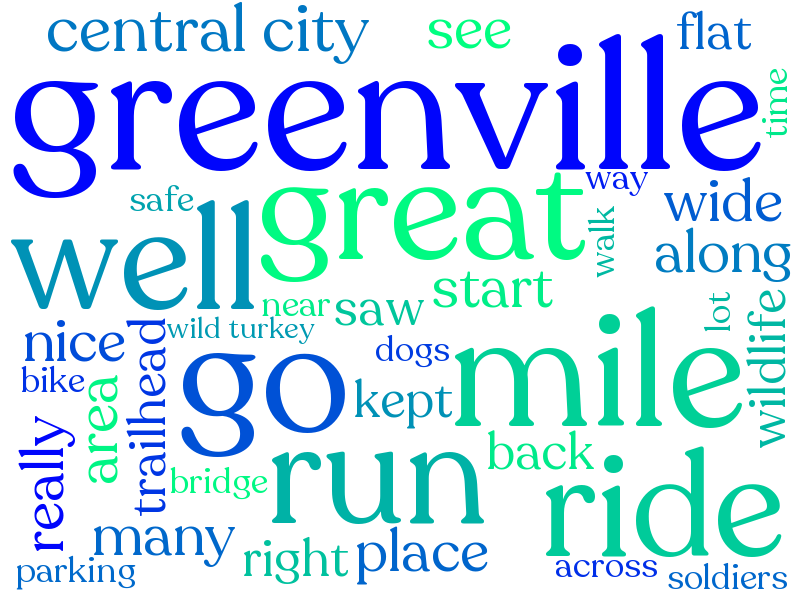 central city see flat
greenville
time
safe
great
way
wide
well
walk
along
start
near
saw
wild turkey
lot
wildlife
nice
dogs
mile
go
bike
kept
area
trailhead
really
run
back
bridge
ride
many
right
place
across
parking
soldiers